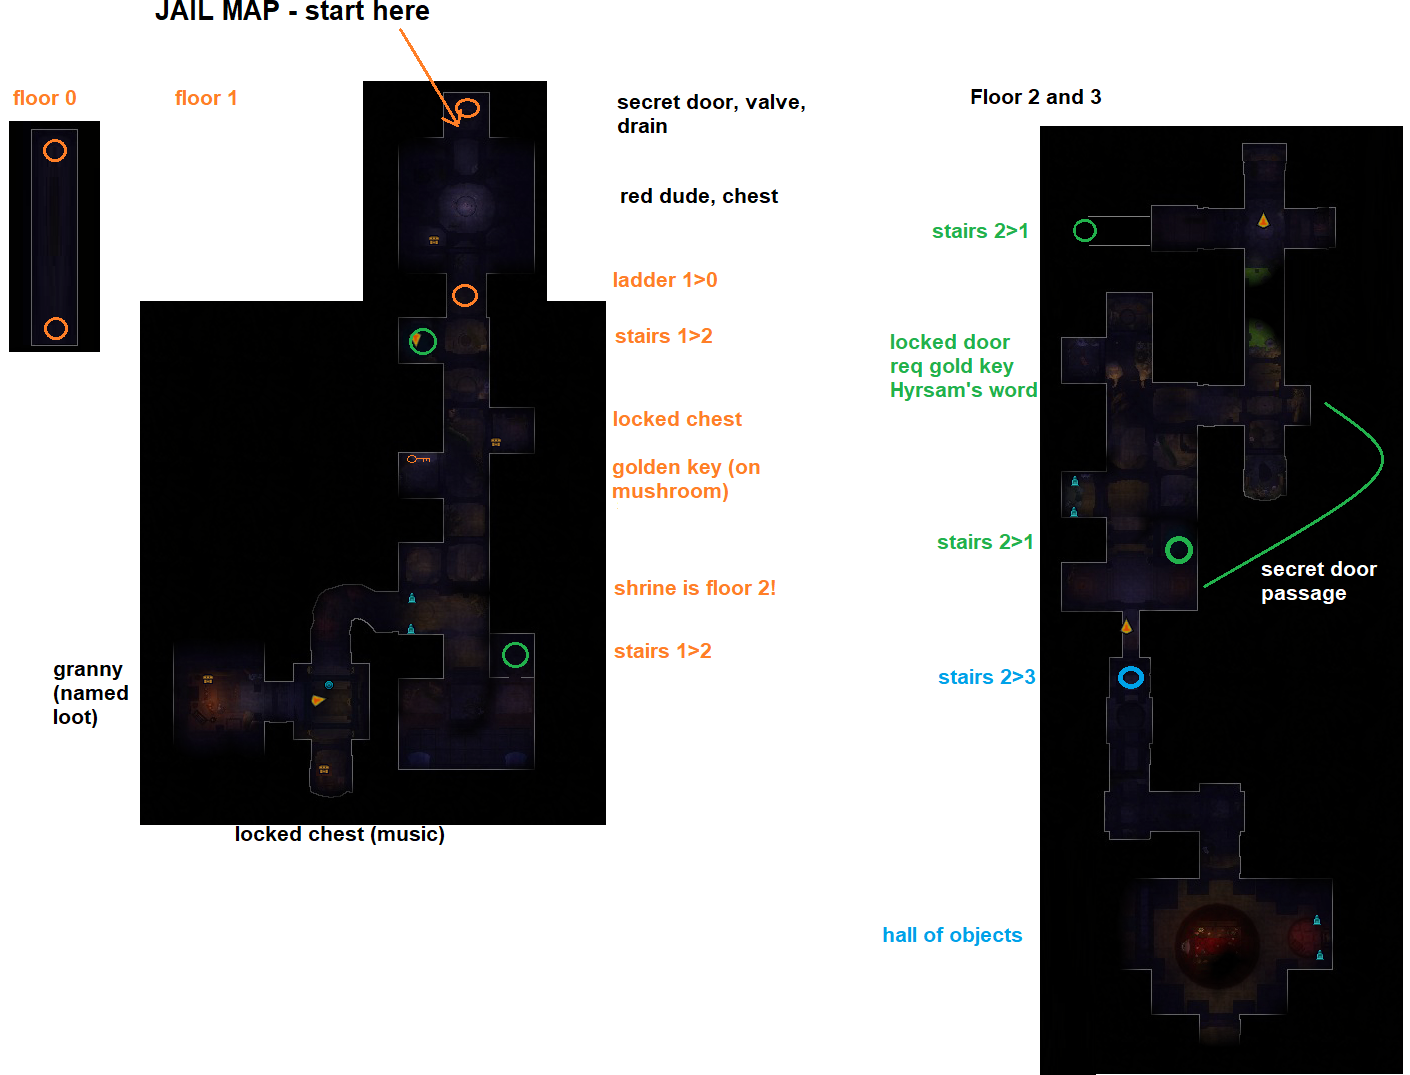 JAIL MAP - start here
floor 0
floor 1
secret door, valve,
drain
red dude, chest
ladder 1>0
stairs 1>2
locked chest
golden key (on
mushroom)
shrine is floor 2!
stairs 1>2
granny
(named
loot)
locked chest (music)
Floor 2 and 3
stairs 2>1
locked door
req gold key
Hyrsam's word
stairs 2>1
secret door
passage
stairs 2>3
hall of objects